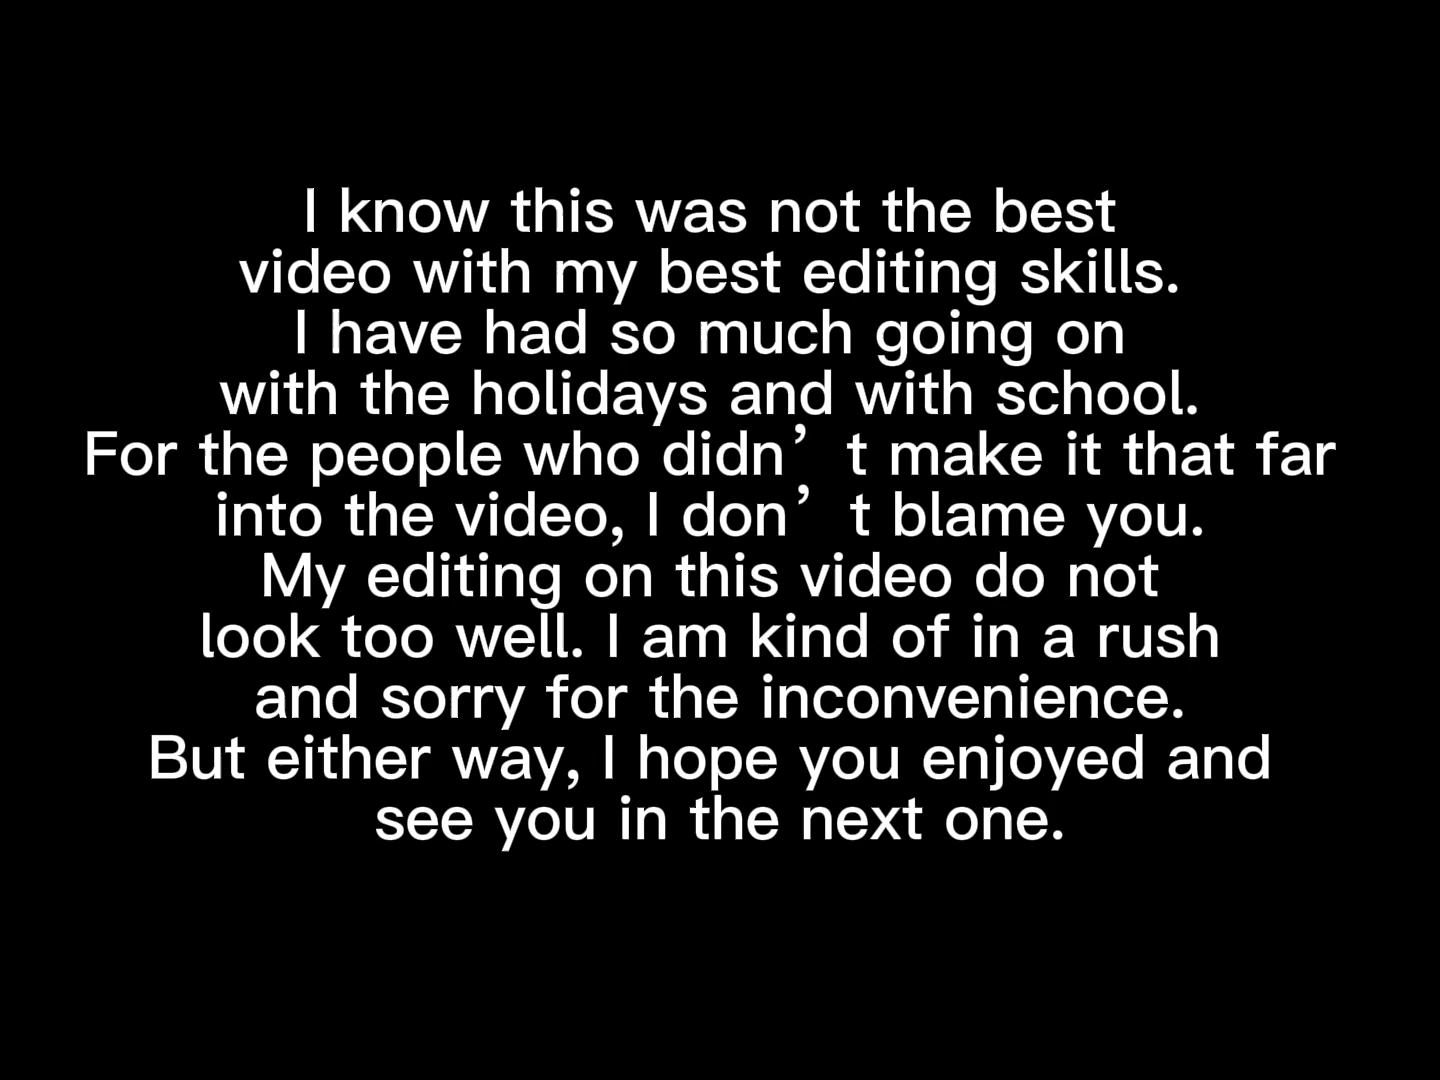 I know this was not the best
video with my best editing skills.
I have had so much going on
with the holidays and with school.
For the people who didn’t make it that far
into the video, I don’t blame you.
My editing on this video do not
look too well. I am kind of in a rush
and sorry for the inconvenience.
But either way, I hope you enjoyed and
see you in the next one.